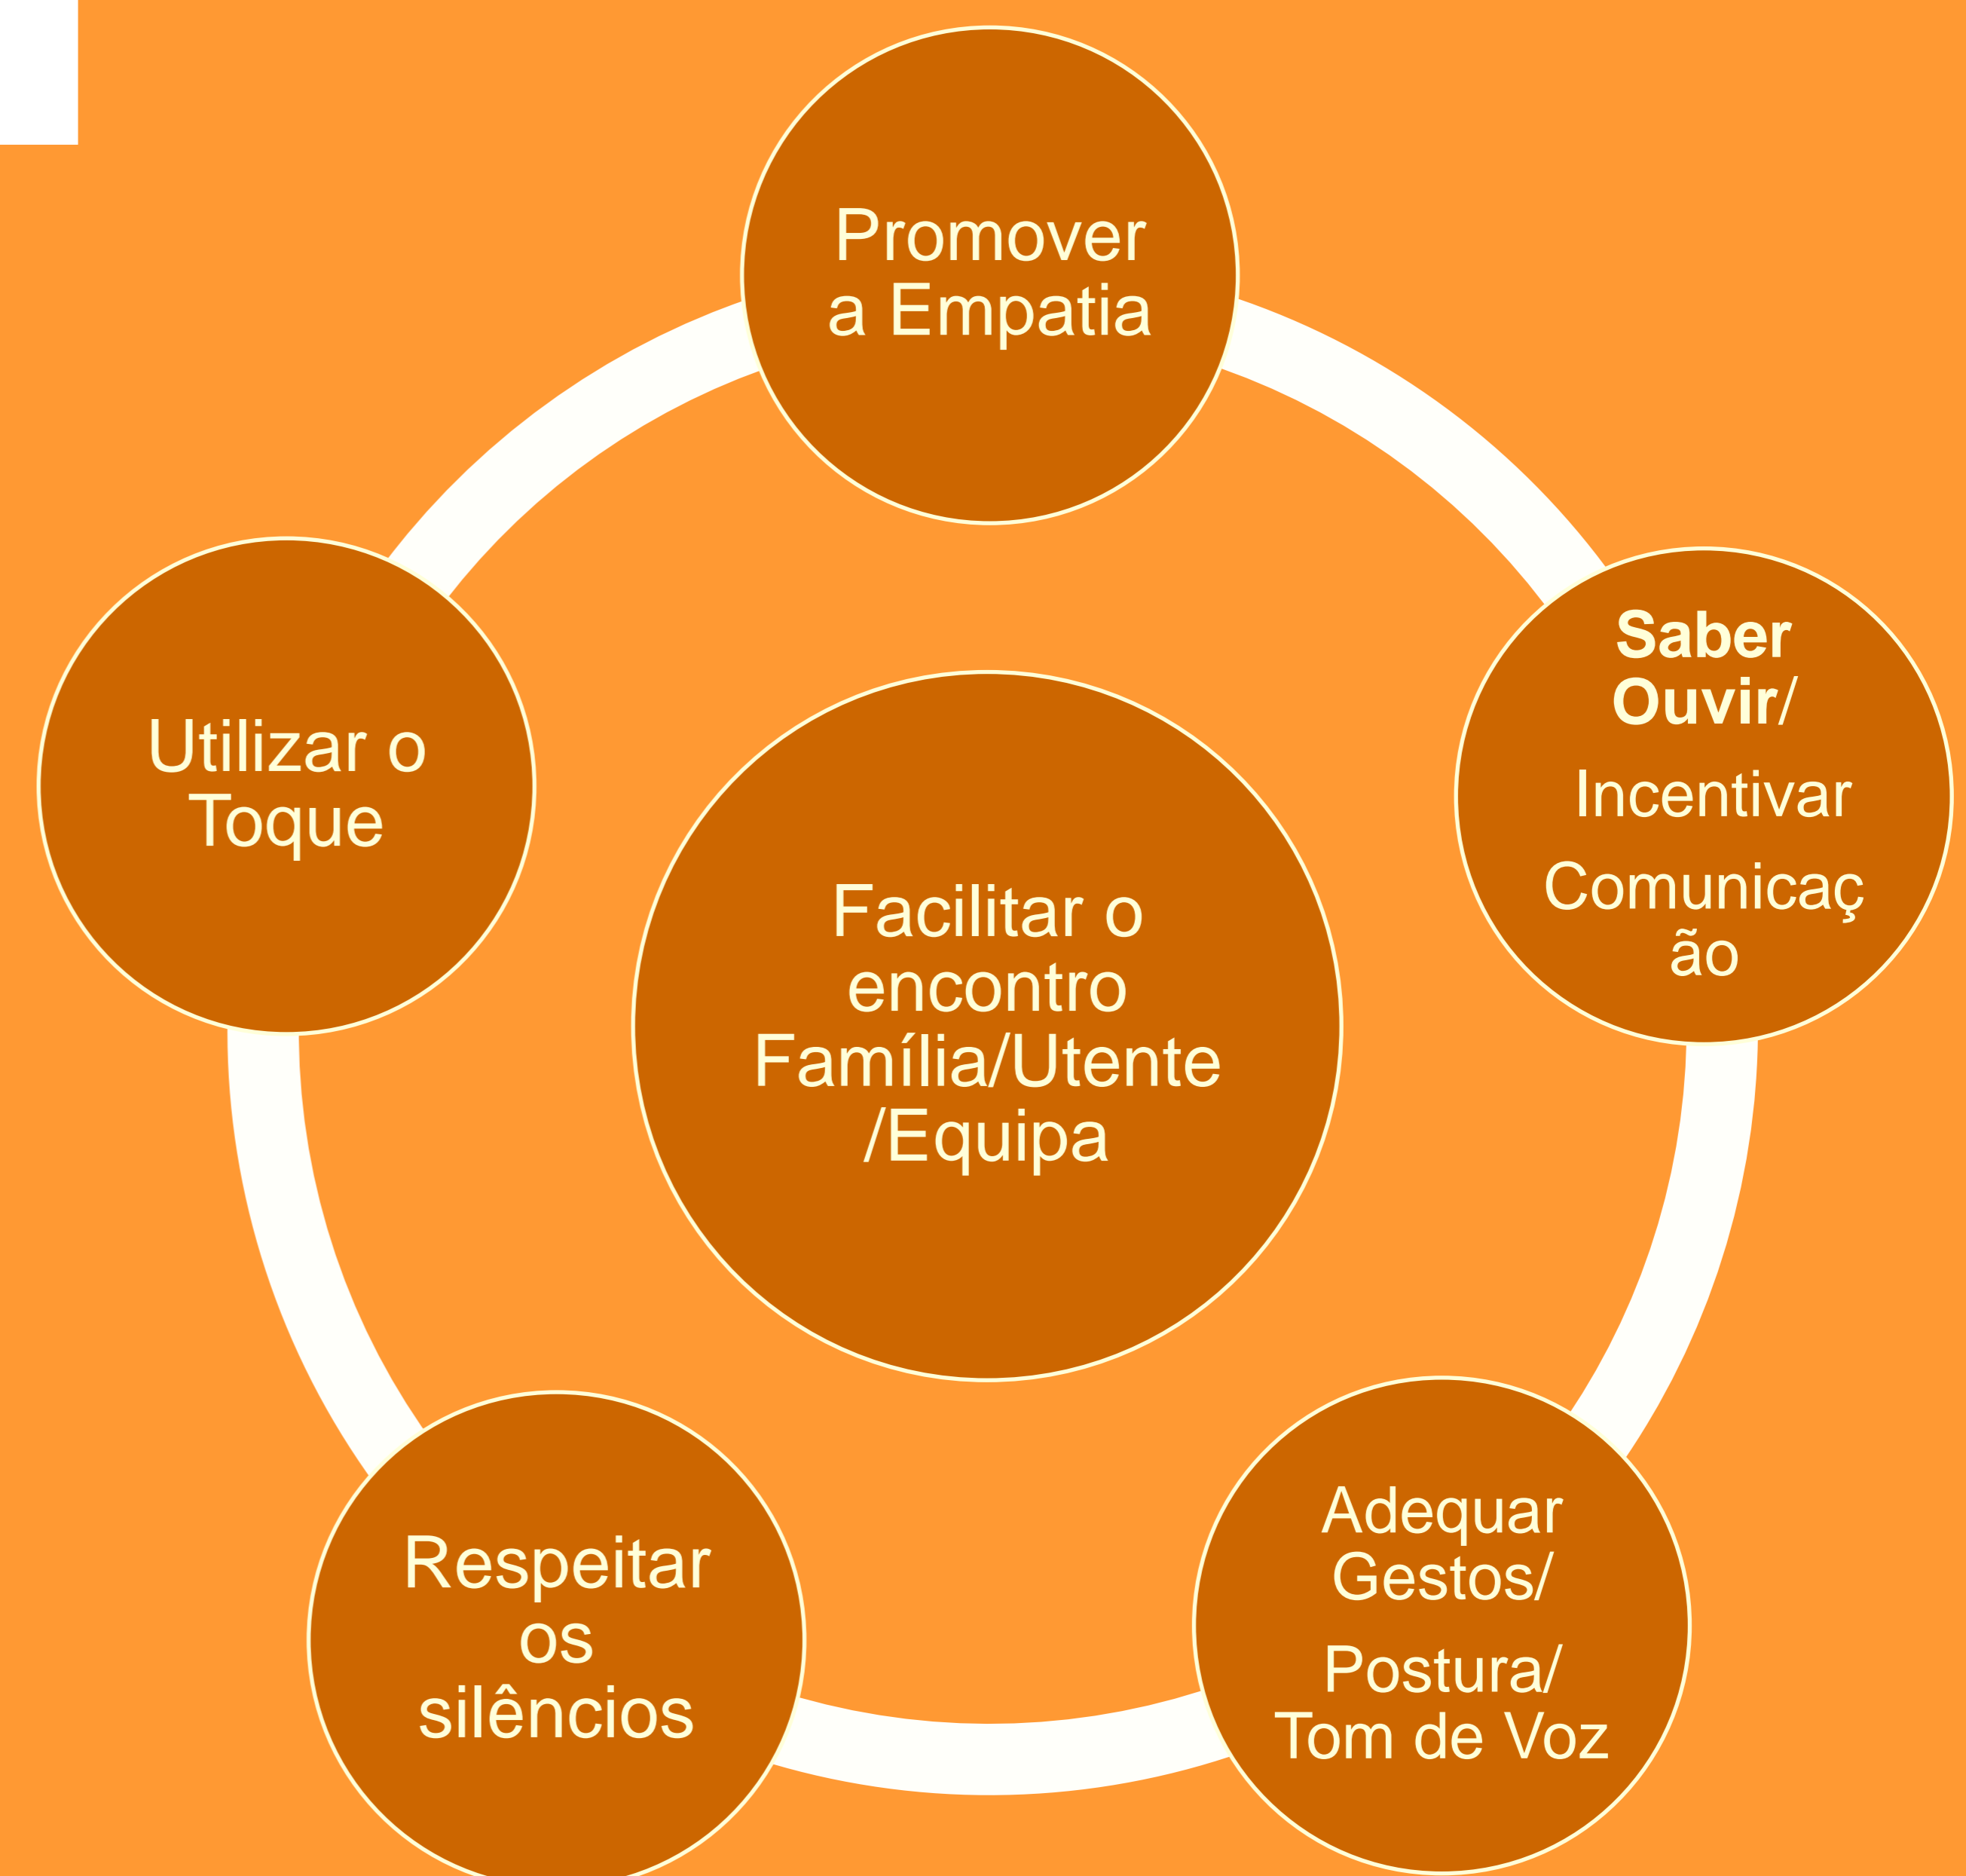 Promover
a Empatia
Saber
Ouvir/
Incentivar
Comunicaç
ão
Adequar
Gestos/
Postura/
Tom de Voz
Respeitar
os
silêncios
Utilizar o
Toque
Facilitar o
encontro
Família/Utente
/Equipa